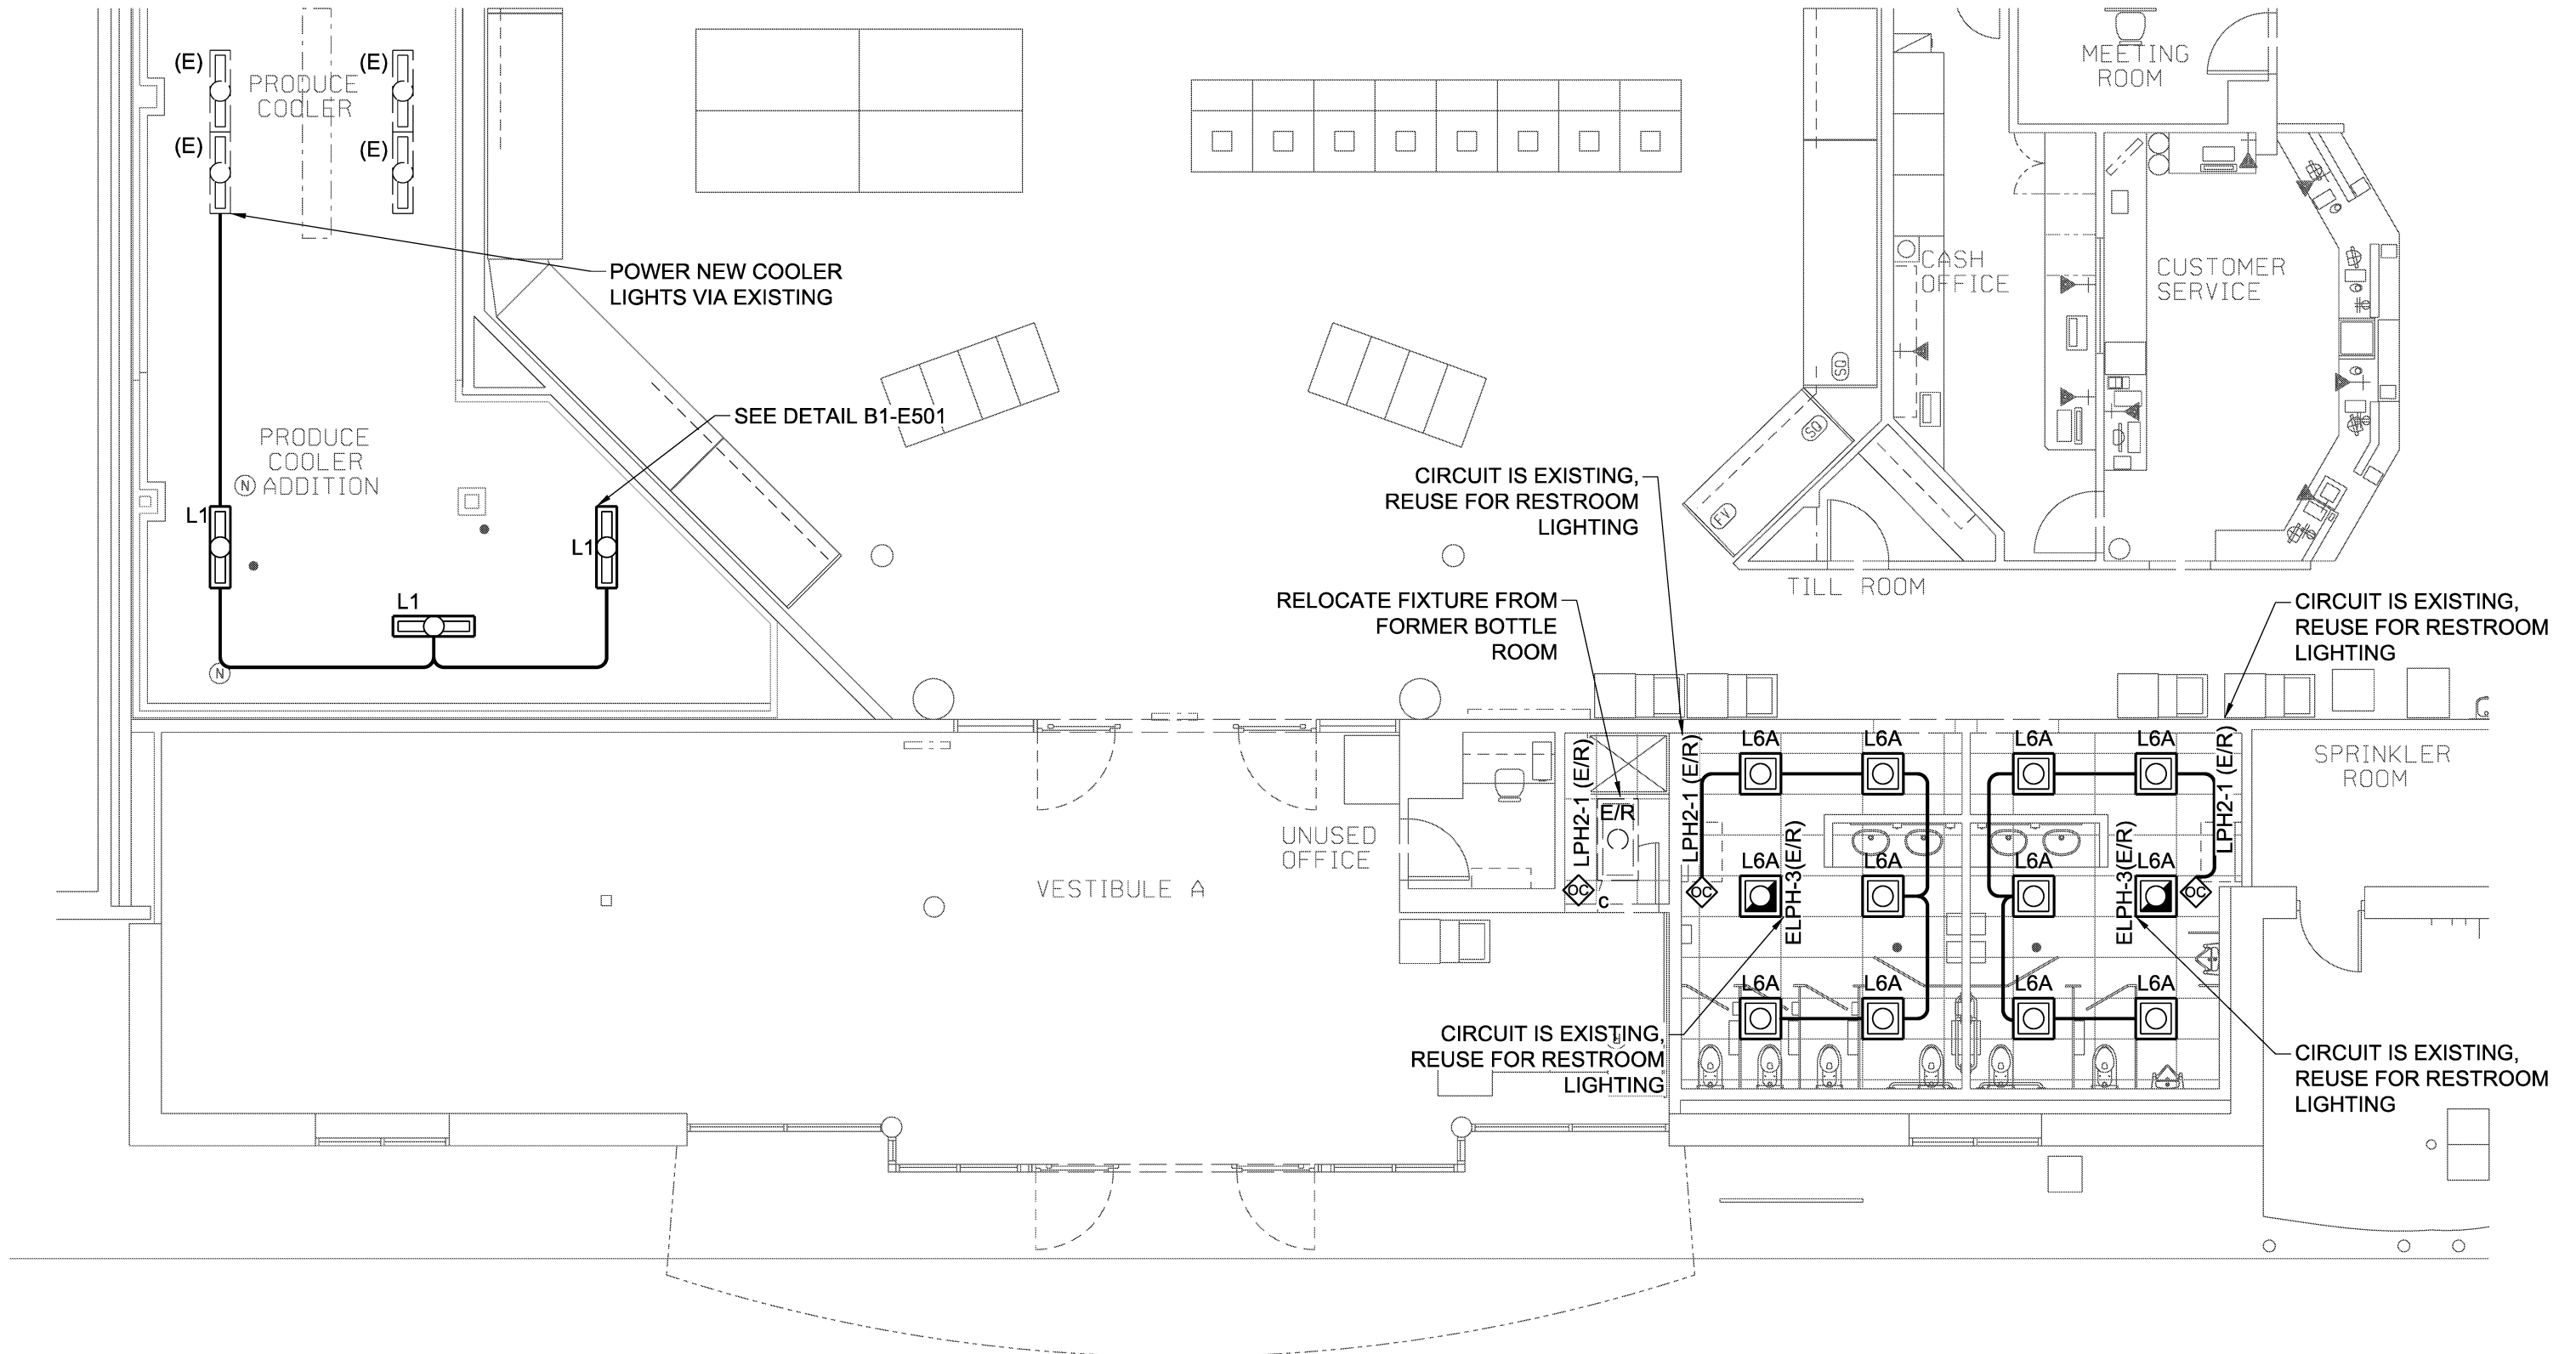 (E)
(E)
PRODUCE
COOLER
(E)
(E)
MEETING
ROOM
POWER NEW COOLER
LIGHTS VIA EXISTING
CASH
OFFICE
CUSTOMER
SERVICE
SQ
SQ
FV
SEE DETAIL B1-E501
PRODUCE
COOLER
N ADDITION
L1
L1
L1
N
CIRCUIT IS EXISTING,
REUSE FOR RESTROOM
LIGHTING
TILL ROOM
RELOCATE FIXTURE FROM
FORMER BOTTLE
ROOM
CIRCUIT IS EXISTING,
REUSE FOR RESTROOM
LIGHTING
LPH2-1 (E/R)
E/R
LPH2-1 (E/R)
L6A
L6A
L6A
L6A
LPH2-1 (E/R)
SPRINKLER
ROOM
UNUSED
OFFICE
VESTIBULE A
OC
c
OC
L6A
ELPH-3(E/R)
L6A
L6A
ELPH-3(E/R)
L6A
OC
L6A
L6A
L6A
L6A
CIRCUIT IS EXISTING,
REUSE FOR RESTROOM
LIGHTING
d
CIRCUIT IS EXISTING,
REUSE FOR RESTROOM
LIGHTING